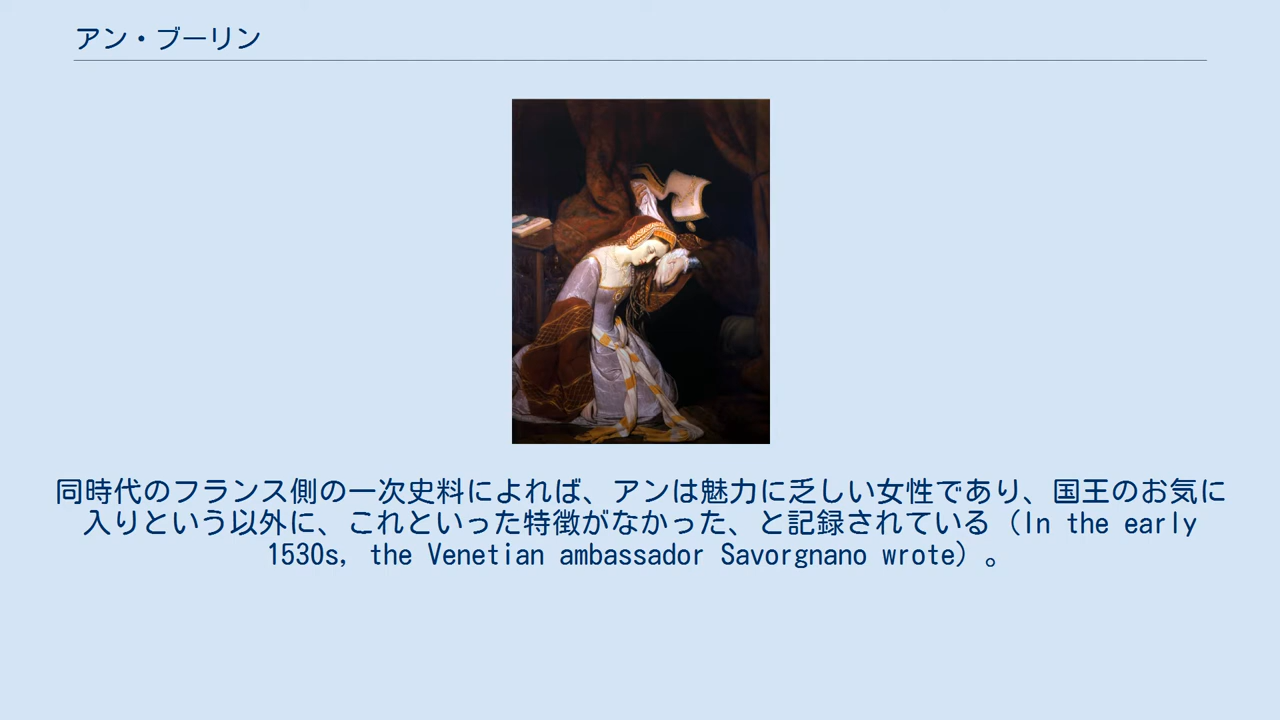 アン・ブーリン
同時代のフランス側の一次史料によれば、アンは魅力に乏しい女性であり、国王のお気に
入りという以外に、これといった特徴がなかった、と記録されている（In the early
1530s, the Venetian ambassador Savorgnano wrote）。